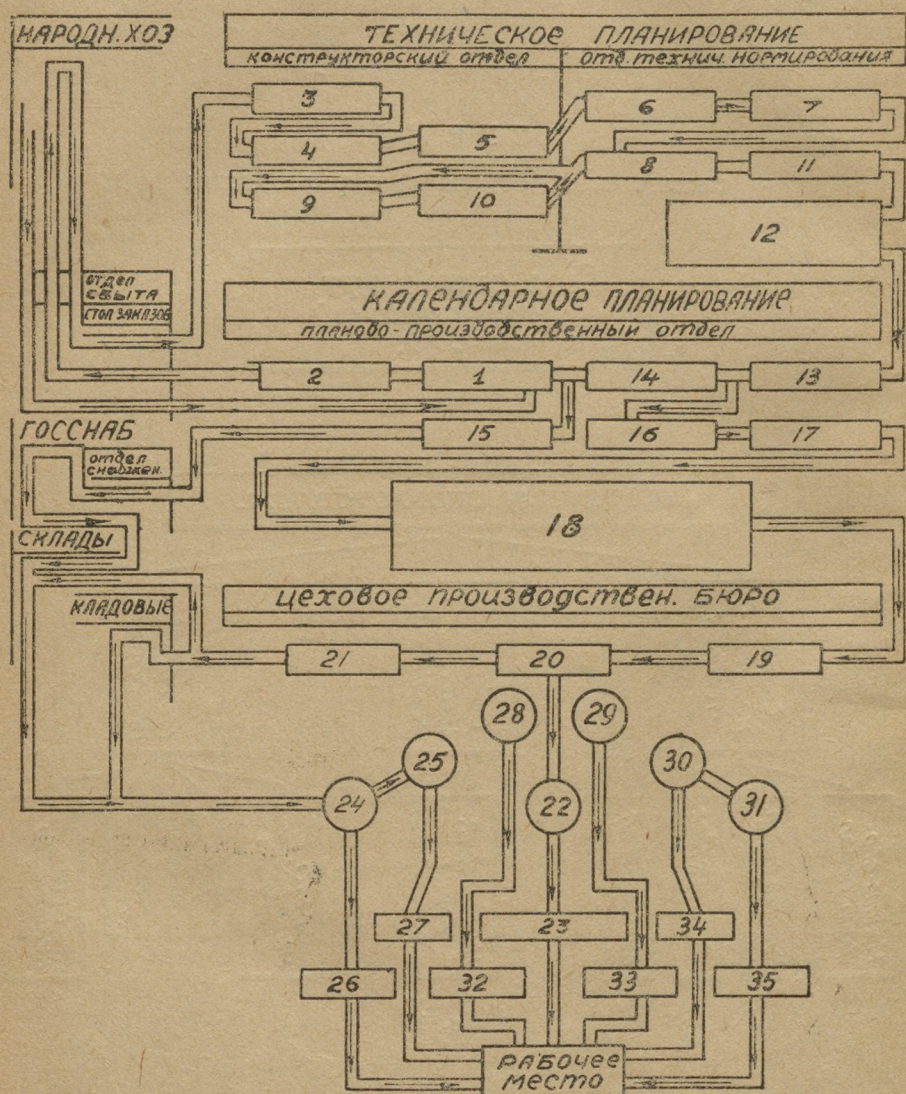 НАРОДН. ХОЗ
ТЕХНИЧЕСКОЕ ПЛАНИРОВАНИЕ
КОНСТРУКТОРСКИЙ ОТДЕЛ
ОТД. ТЕХНИЧ. НОРМИРОВАНИЯ
3
6
7
4
5
8
11
9
10
12
ОТДЕЛ
СБЫТА
СТОЛ ЗАКАЗОВ
КАЛЕНДАРНОЕ ПЛАНИРОВАНИЕ
ПЛАНОВО-ПРОИЗВОДСТВЕННЫЙ ОТДЕЛ
2
1
14
13
ГОССНАБ
15
16
17
ОТДЕЛ
СНАБЖЕН.
18
СКЛАДЫ
КЛАДОВЫЕ
ЦЕХОВОЕ ПРОИЗВОДСТВЕН. БЮРО
21
20
19
28
29
25
30
24
22
31
27
23
34
26
32
33
35
РАБОЧЕЕ
МЕСТО